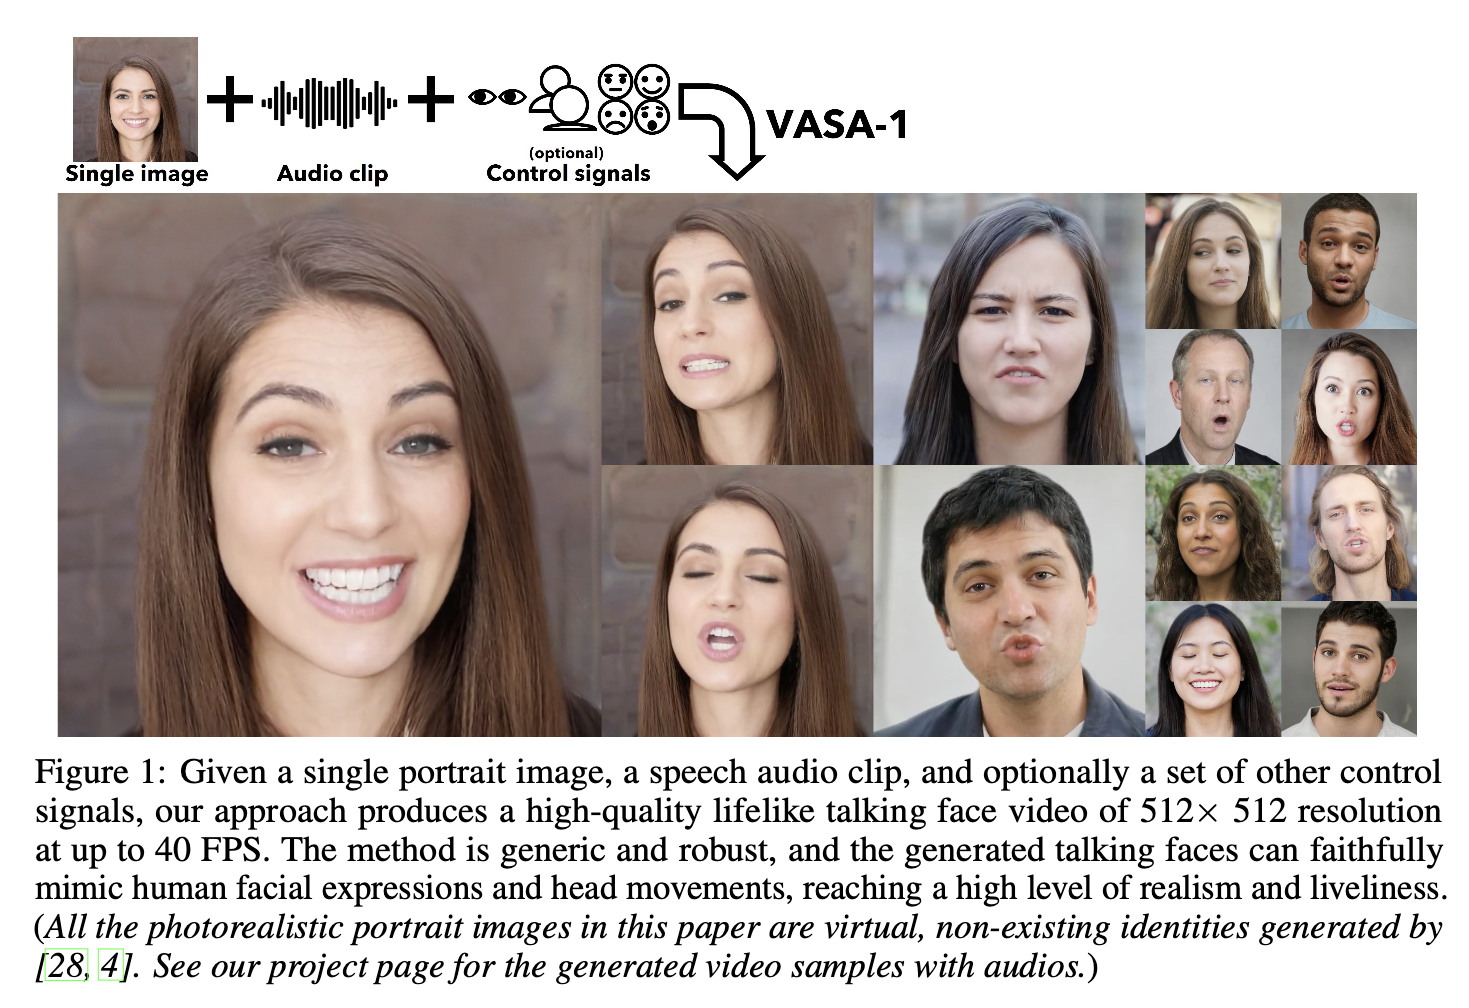 VASA-1
(optional)
Single image Audio clip Control signals
Figure 1: Given a single portrait image, a speech audio clip, and optionally a set of other control
signals, our approach produces a high-quality lifelike talking face video of 512× 512 resolution
at up to 40 FPS. The method is generic and robust, and the generated talking faces can faithfully
mimic human facial expressions and head movements, reaching a high level of realism and liveliness.
(All the photorealistic portrait images in this paper are virtual, non-existing identities generated by
[28, 4]. See our project page for the generated video samples with audios.)